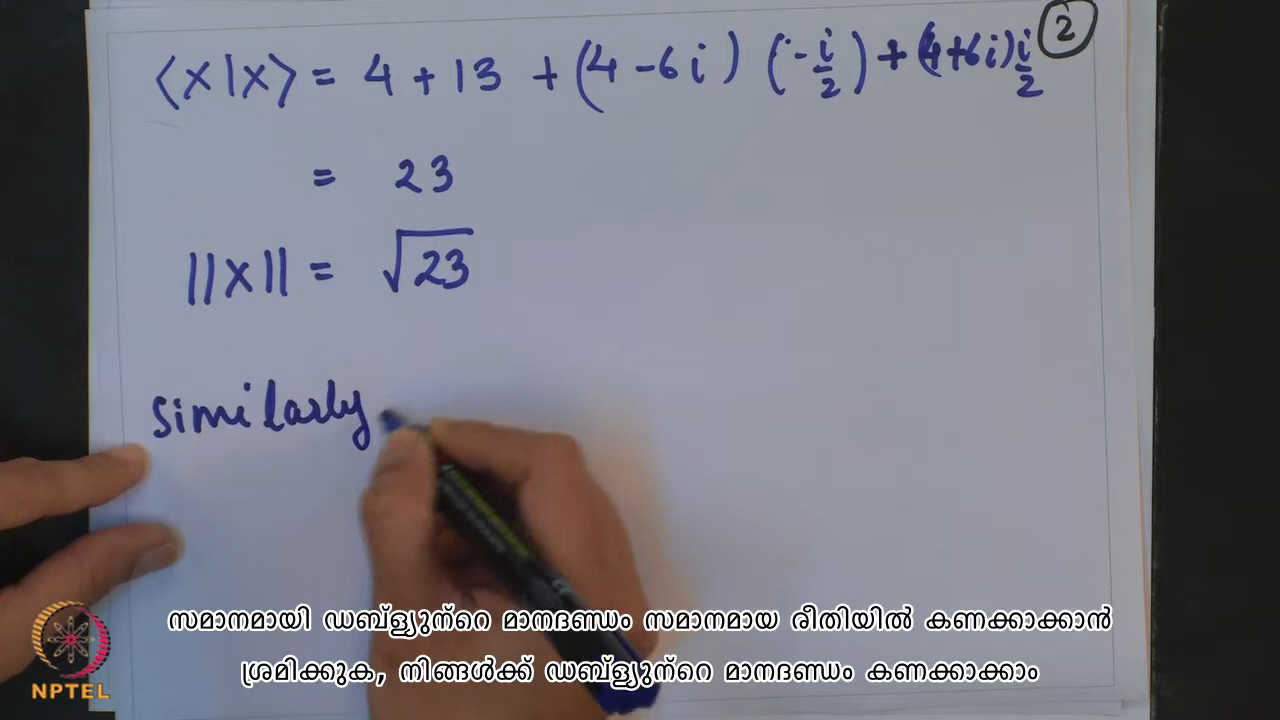 ⟨x|x⟩ = 4 + 13 + (4 - 6i) (-i/2) + (4+6i) i/2 2
= 23
||x|| = √23
Similarly
സമാനമായി ഡബ്ള്യുന്റെ മാനദണ്ഡം സമാനമായ രീതിയിൽ കണക്കാക്കാൻ
ശ്രമിക്കുക, നിങ്ങൾക്ക് ഡബ്ള്യുന്റെ മാനദണ്ഡം കണക്കാക്കാം
NPTEL